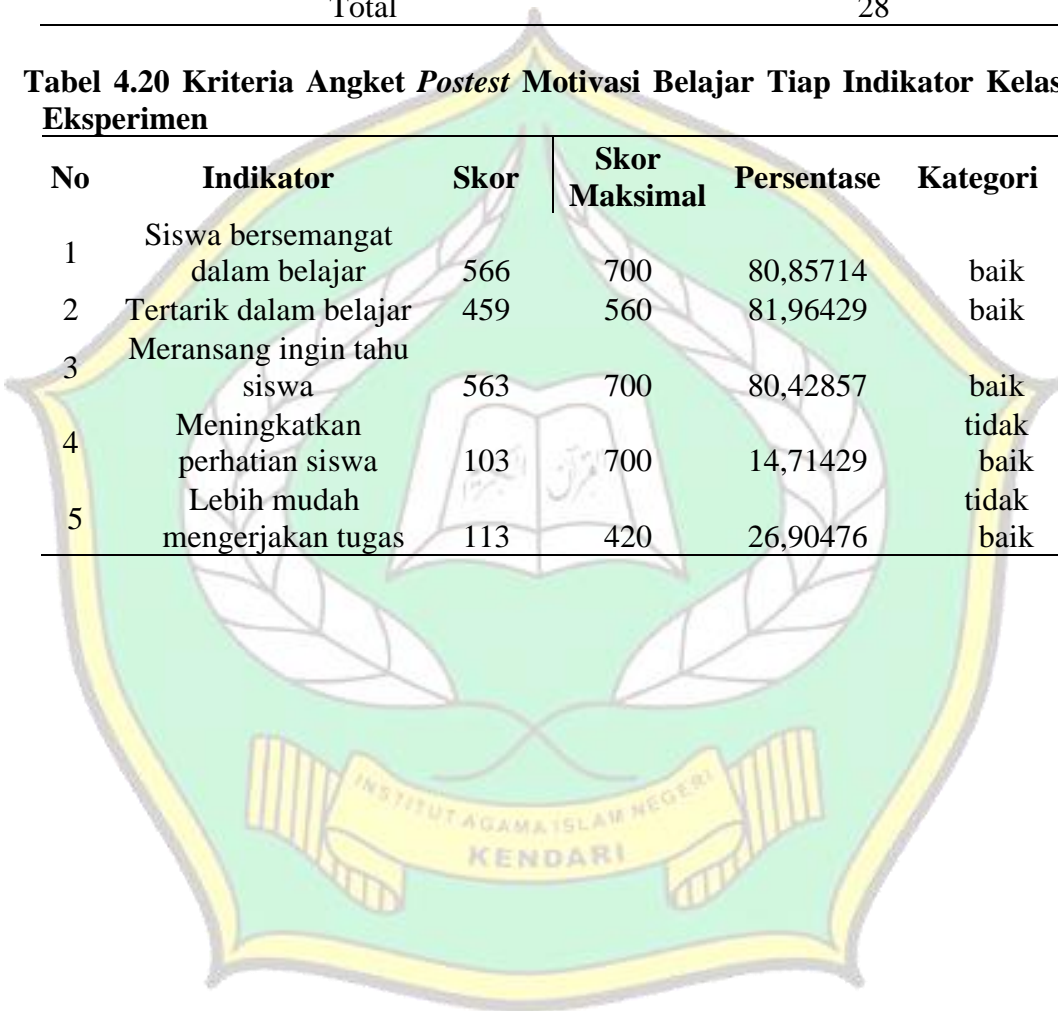 Total 28
Tabel 4.20 Kriteria Angket Postest Motivasi Belajar Tiap Indikator Kelas
Eksperimen
No Indikator Skor Skor Maksimal Persentase Kategori
1 Siswa bersemangat
dalam belajar 566 700 80,85714 baik
2 Tertarik dalam belajar 459 560 81,96429 baik
3 Meransang ingin tahu
siswa 563 700 80,42857 baik
4 Meningkatkan tidak
perhatian siswa 103 700 14,71429 baik
5 Lebih mudah tidak
mengerjakan tugas 113 420 26,90476 baik
INSTITUT AGAMA ISLAM NEGERI
KENDARI